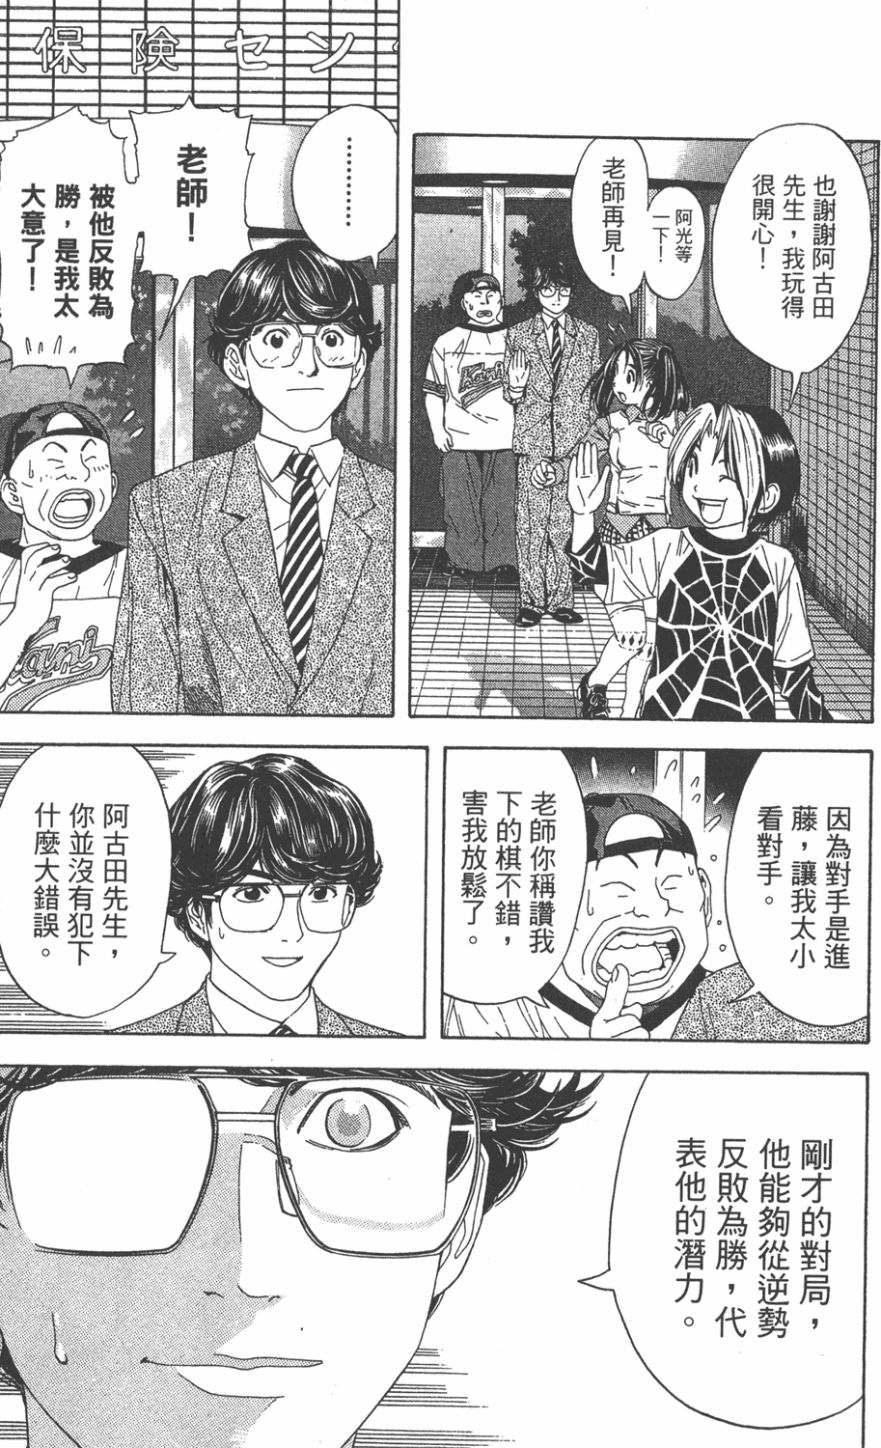 也謝謝阿古田
先生，我玩得
很開心！
阿光等
一下！
老師再見！
Kani
保険セン
⋯⋯⋯
老師！
被他反敗為
勝，是我太
大意了！
Kani
因為對手是進
藤，讓我太小
看對手。
老師你稱讚我
下的棋不錯，
害我放鬆了。
阿古田先生，
你並沒有犯下
什麼大錯誤。
剛才的對局，
他能夠從逆勢
反敗為勝，代
表他的潛力。